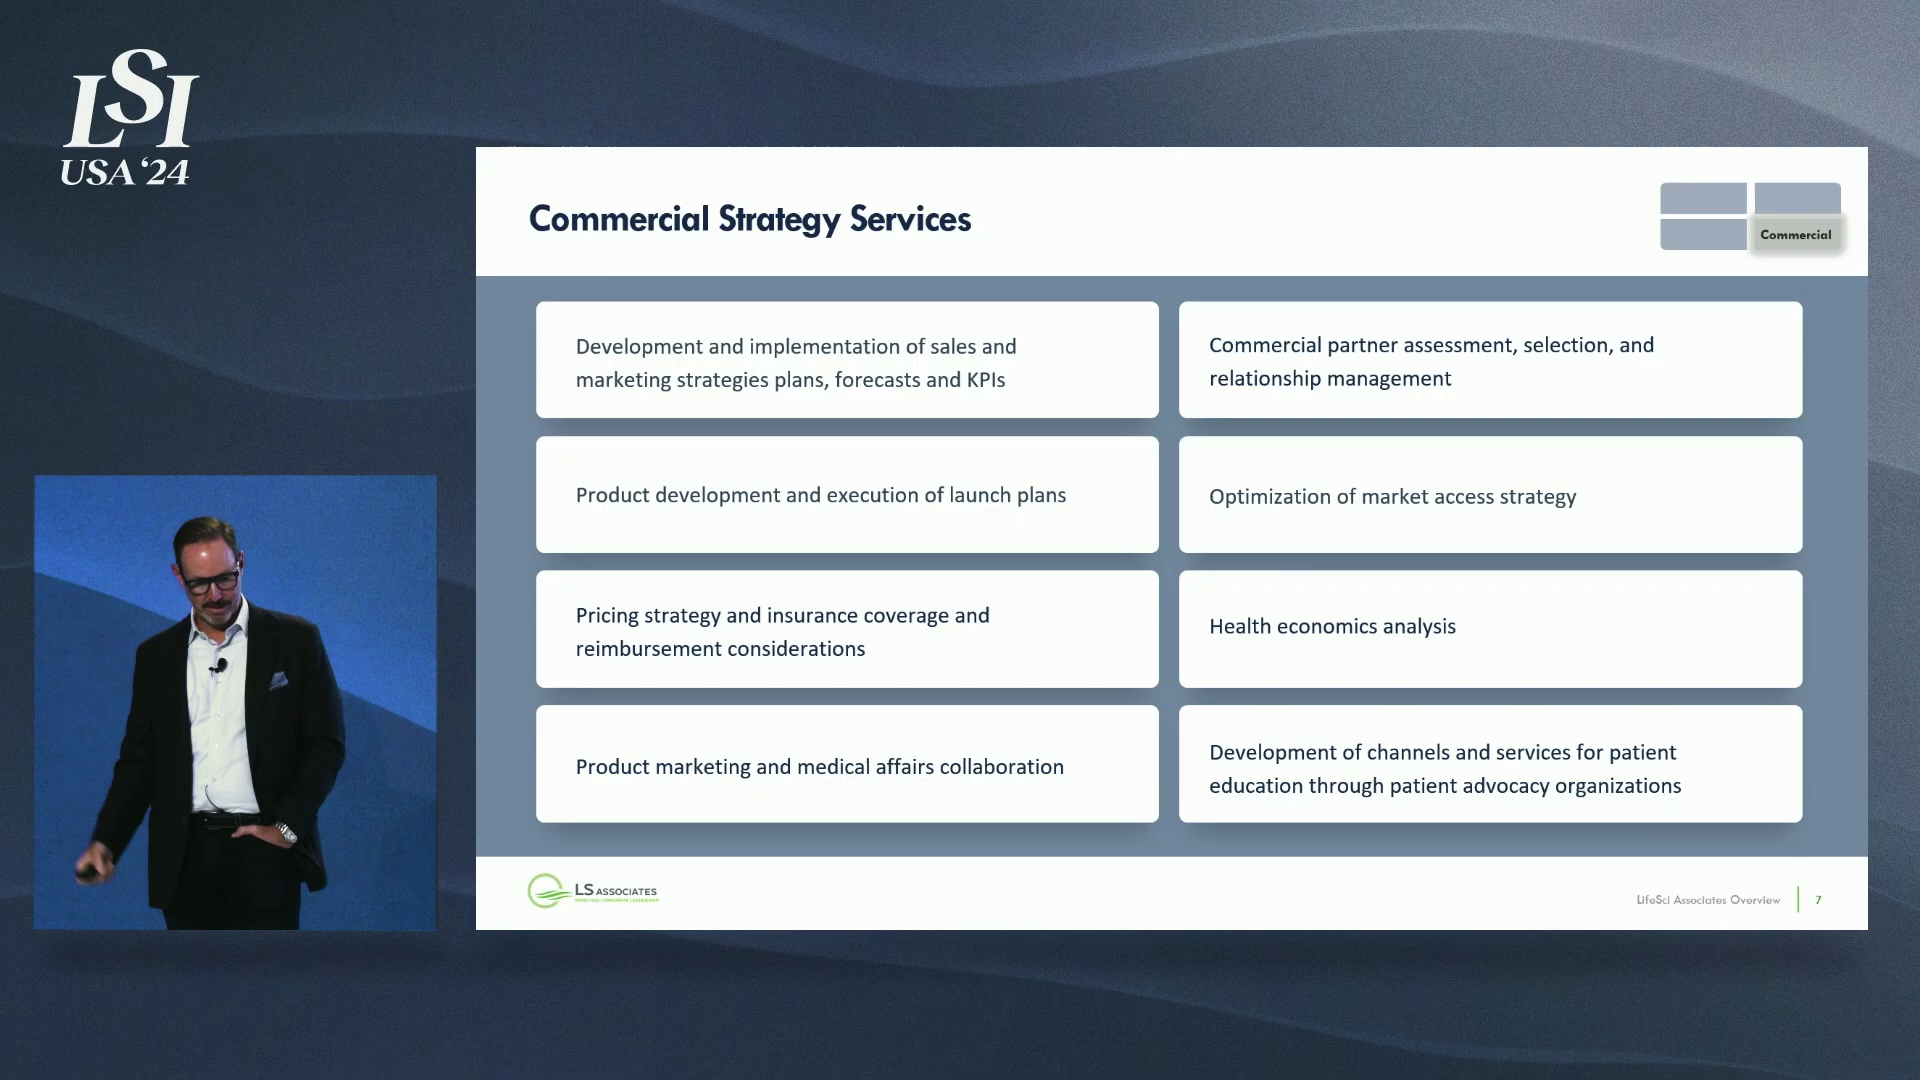 LSI
USA '24
Commercial Strategy Services
Commercial
Development and implementation of sales and
marketing strategies plans, forecasts and KPIs
Commercial partner assessment, selection, and
relationship management
Product development and execution of launch plans
Optimization of market access strategy
Pricing strategy and insurance coverage and
reimbursement considerations
Health economics analysis
Product marketing and medical affairs collaboration
Development of channels and services for patient
education through patient advocacy organizations
LS ASSOCIATES
IMPACTING CORPORATE LEADERSHIP
LifeSci Associates Overview
7